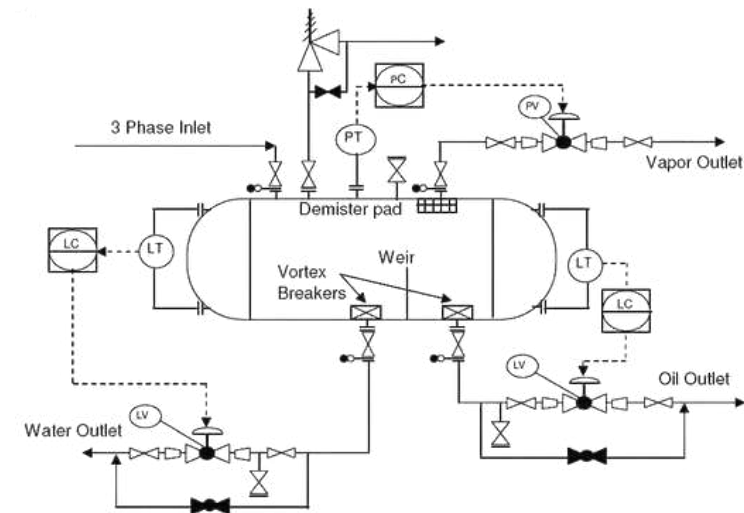 PC
PV
3 Phase Inlet
PT
Vapor Outlet
Demister pad
LC
LT
Weir
LT
Vortex
Breakers
LC
LV
Oil Outlet
LV
Water Outlet